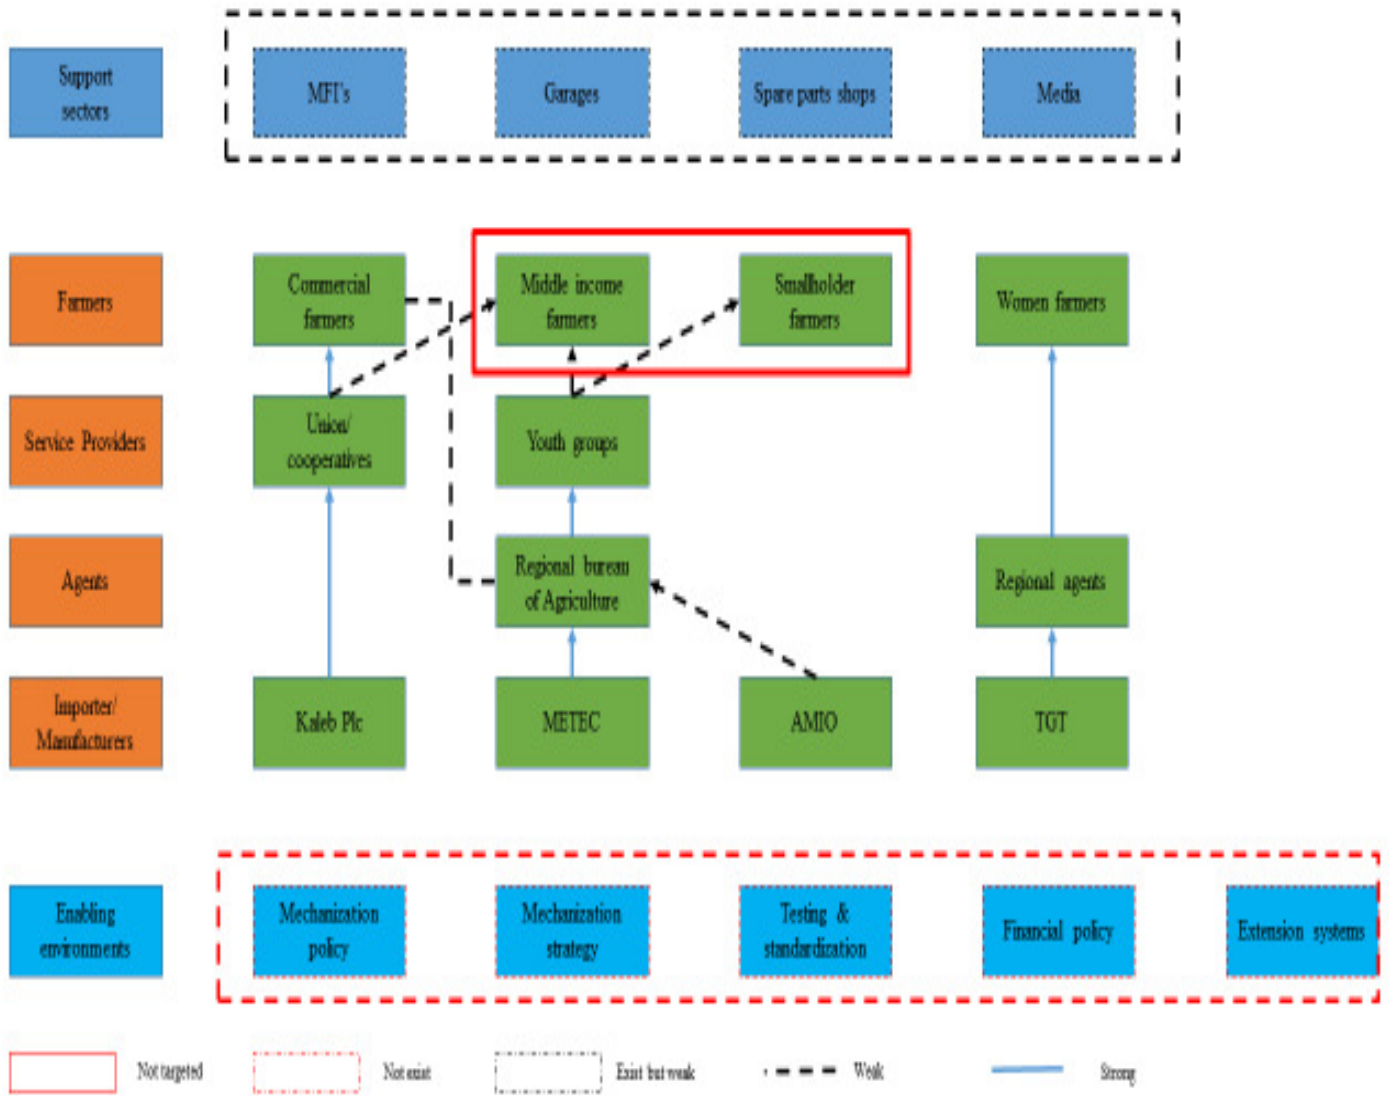 Support
sectors
MFI's
Garages
Spare parts shops
Media
Farmers
Commercial
farmers
Middle income
farmers
Smallholder
farmers
Women farmers
Service Providers
Union/
cooperatives
Youth groups
Agents
Regional bureau
of Agriculture
Regional agents
Importer/
Manufacturers
Kaleb Plc
METEC
AMIO
TGT
Enabling
environments
Mechanization
policy
Mechanization
strategy
Testing &
standardization
Financial policy
Extension systems
Not targeted
Not exist
Exist but weak
Weak
Strong